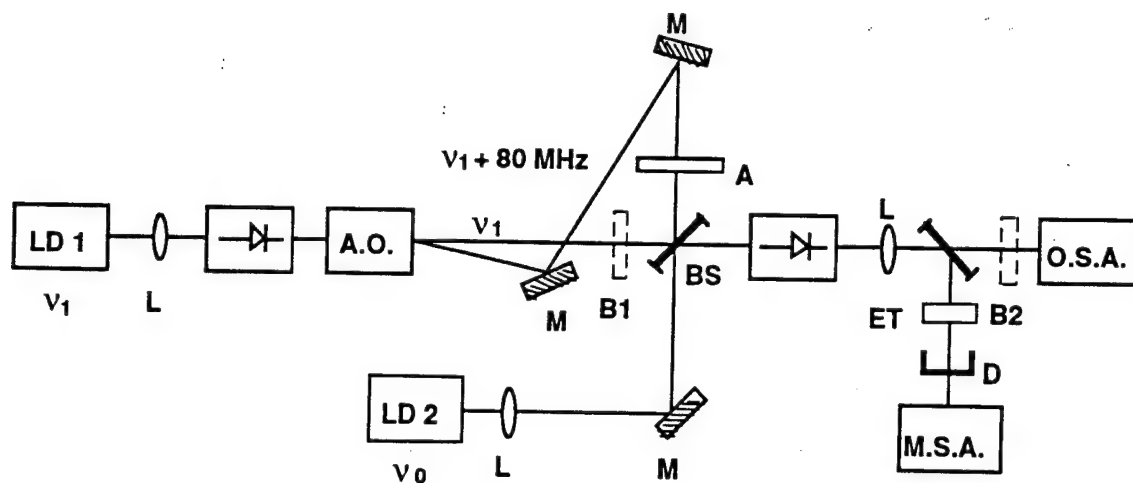 M
ν1 + 80 MHz
A
LD 1
L
A.O.
ν1
L
O.S.A.
BS
ν1
M
B1
ET
B2
D
LD 2
M.S.A.
ν0
L
M